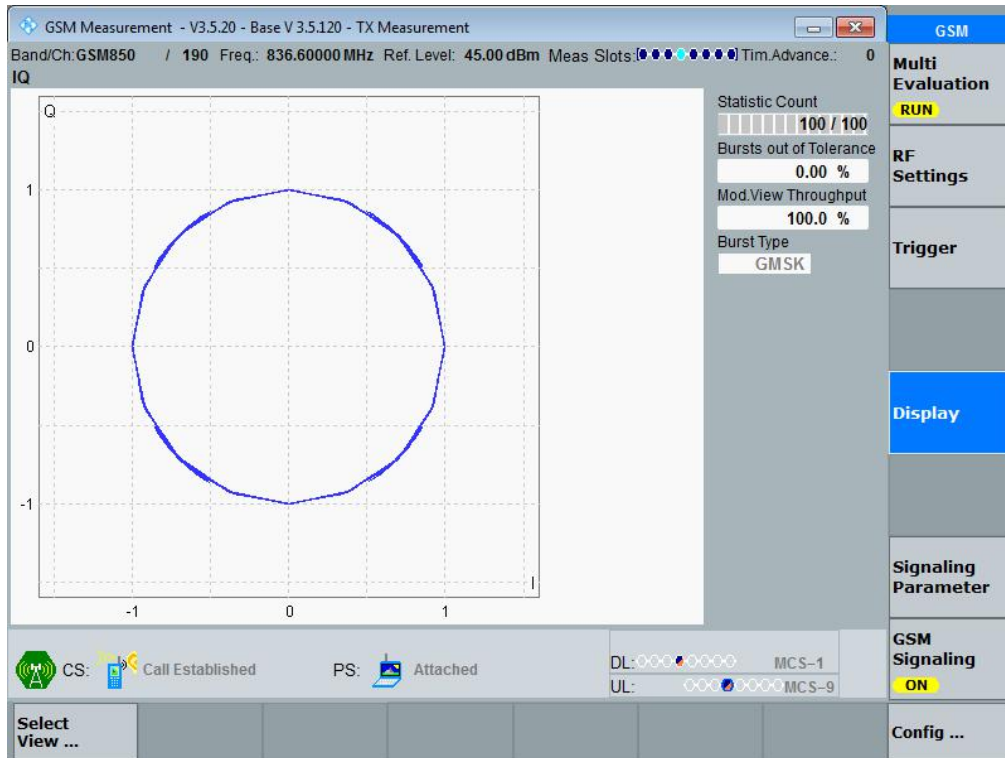 GSM Measurement - V3.5.20 - Base V 3.5.120 - TX Measurement
GSM
Band/Ch: GSM850 / 190 Freq.: 836.60000 MHz Ref. Level: 45.00 dBm Meas Slots: Tim.Advance.: 0
IQ
Q
1
0
-1
-1 0 1
I
Statistic Count
100 / 100
Bursts out of Tolerance
0.00 %
Mod.View Throughput
100.0 %
Burst Type
GMSK
Multi
Evaluation
RUN
RF
Settings
Trigger
Display
Signaling
Parameter
GSM
Signaling
ON
CS: Call Established PS: Attached
DL: MCS-1
UL: MCS-9
Select
View ...
Config ...